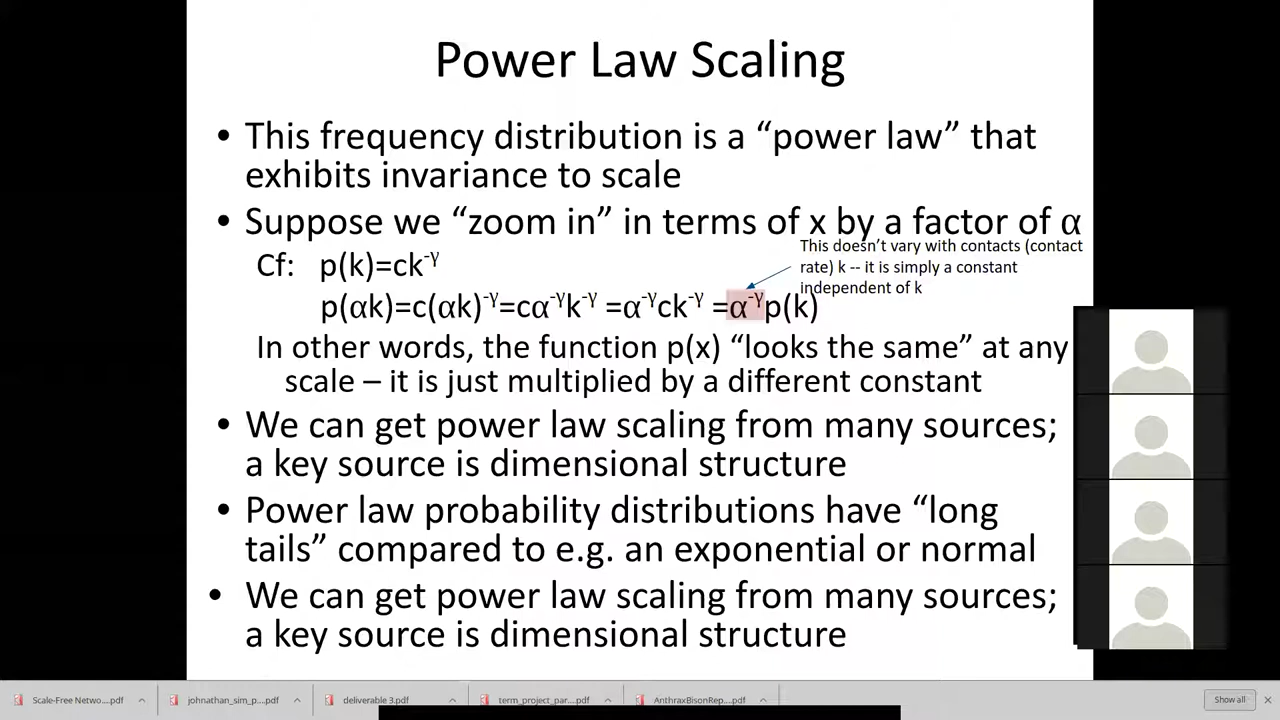 Power Law Scaling
• This frequency distribution is a “power law” that
exhibits invariance to scale
• Suppose we “zoom in” in terms of x by a factor of α
This doesn’t vary with contacts (contact
rate) k -- it is simply a constant
independent of k
Cf: p(k)=ck⁻ᵞ
p(αk)=c(αk)⁻ᵞ=cα⁻ᵞk⁻ᵞ =α⁻ᵞck⁻ᵞ =α⁻ᵞp(k)
In other words, the function p(x) “looks the same” at any
scale – it is just multiplied by a different constant
• We can get power law scaling from many sources;
a key source is dimensional structure
• Power law probability distributions have “long
tails” compared to e.g. an exponential or normal
• We can get power law scaling from many sources;
a key source is dimensional structure
Scale-Free Netwo....pdf johnathan_sim_p....pdf deliverable 3.pdf term_project_par....pdf AnthraxBisonRep....pdf Show all